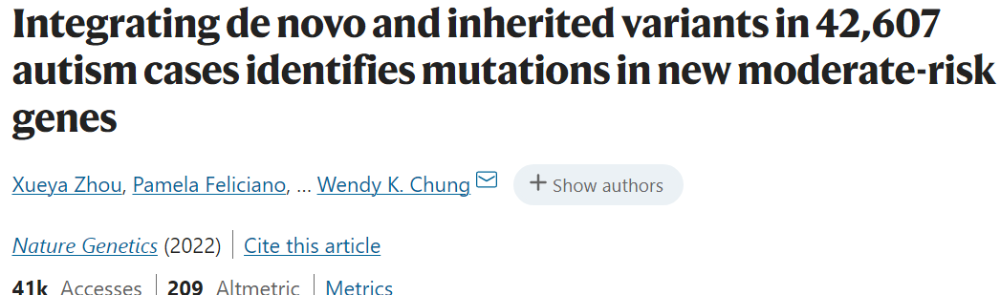 Integrating de novo and inherited variants in 42,607
autism cases identifies mutations in new moderate-risk
genes
Xueya Zhou, Pamela Feliciano, ... Wendy K. Chung + Show authors
Nature Genetics (2022) | Cite this article
41k Accesses | 209 Altmetric | Metrics